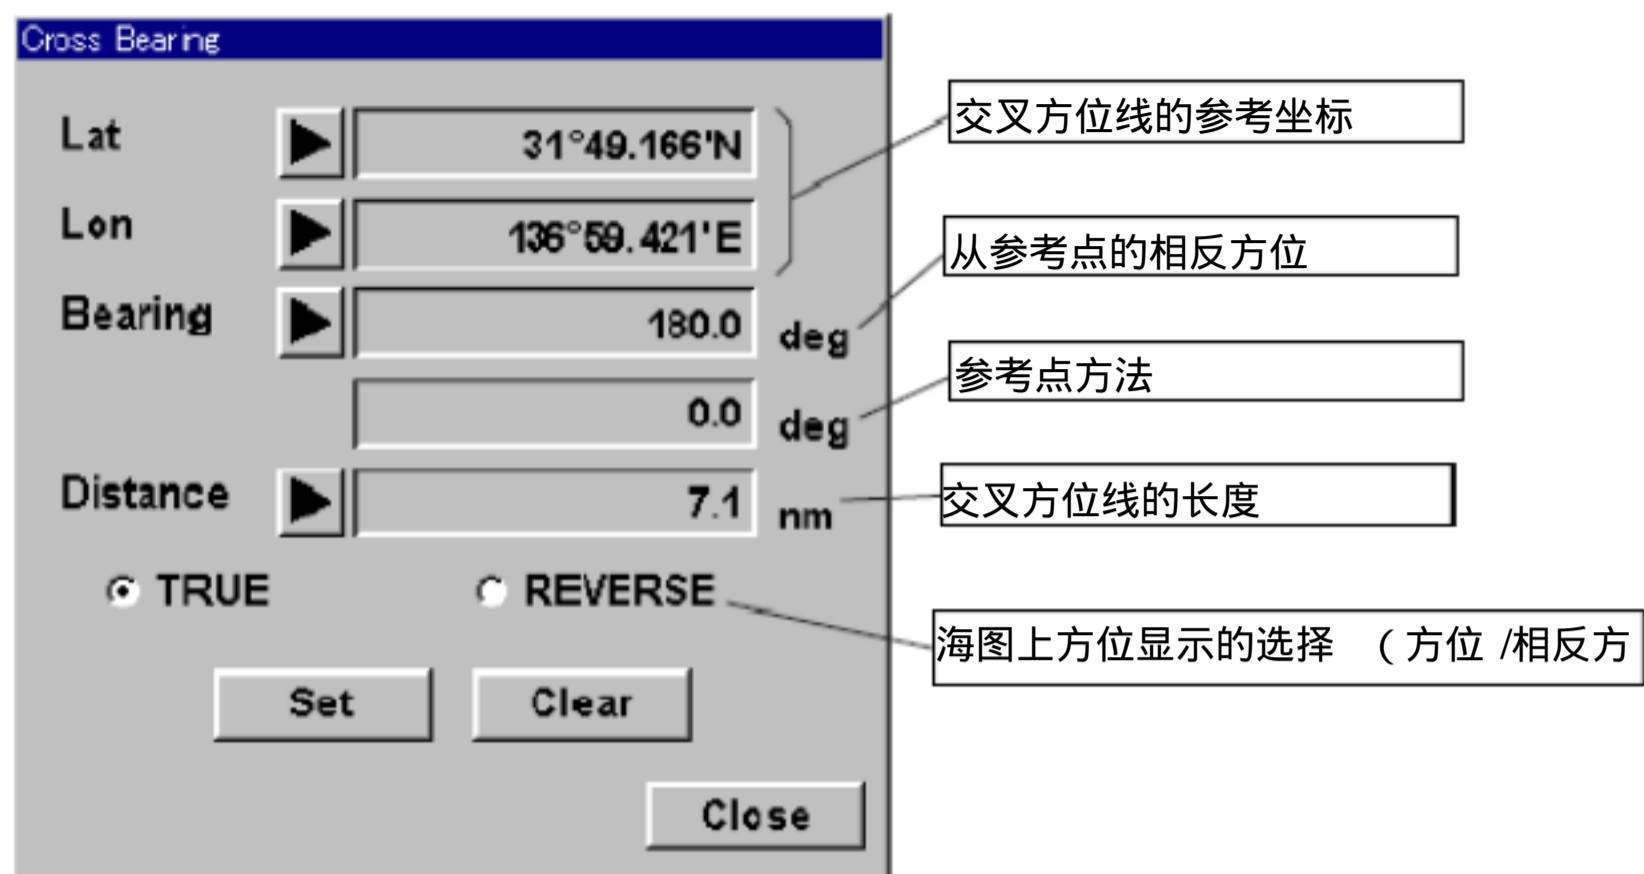 Cross Bearing
Lat 31°49.166'N
交叉方位线的参考坐标
Lon 136°59.421'E
从参考点的相反方位
Bearing 180.0 deg
参考点方法
0.0 deg
Distance 7.1 nm
交叉方位线的长度
TRUE REVERSE
海图上方位显示的选择 （方位 /相反方
Set Clear
Close